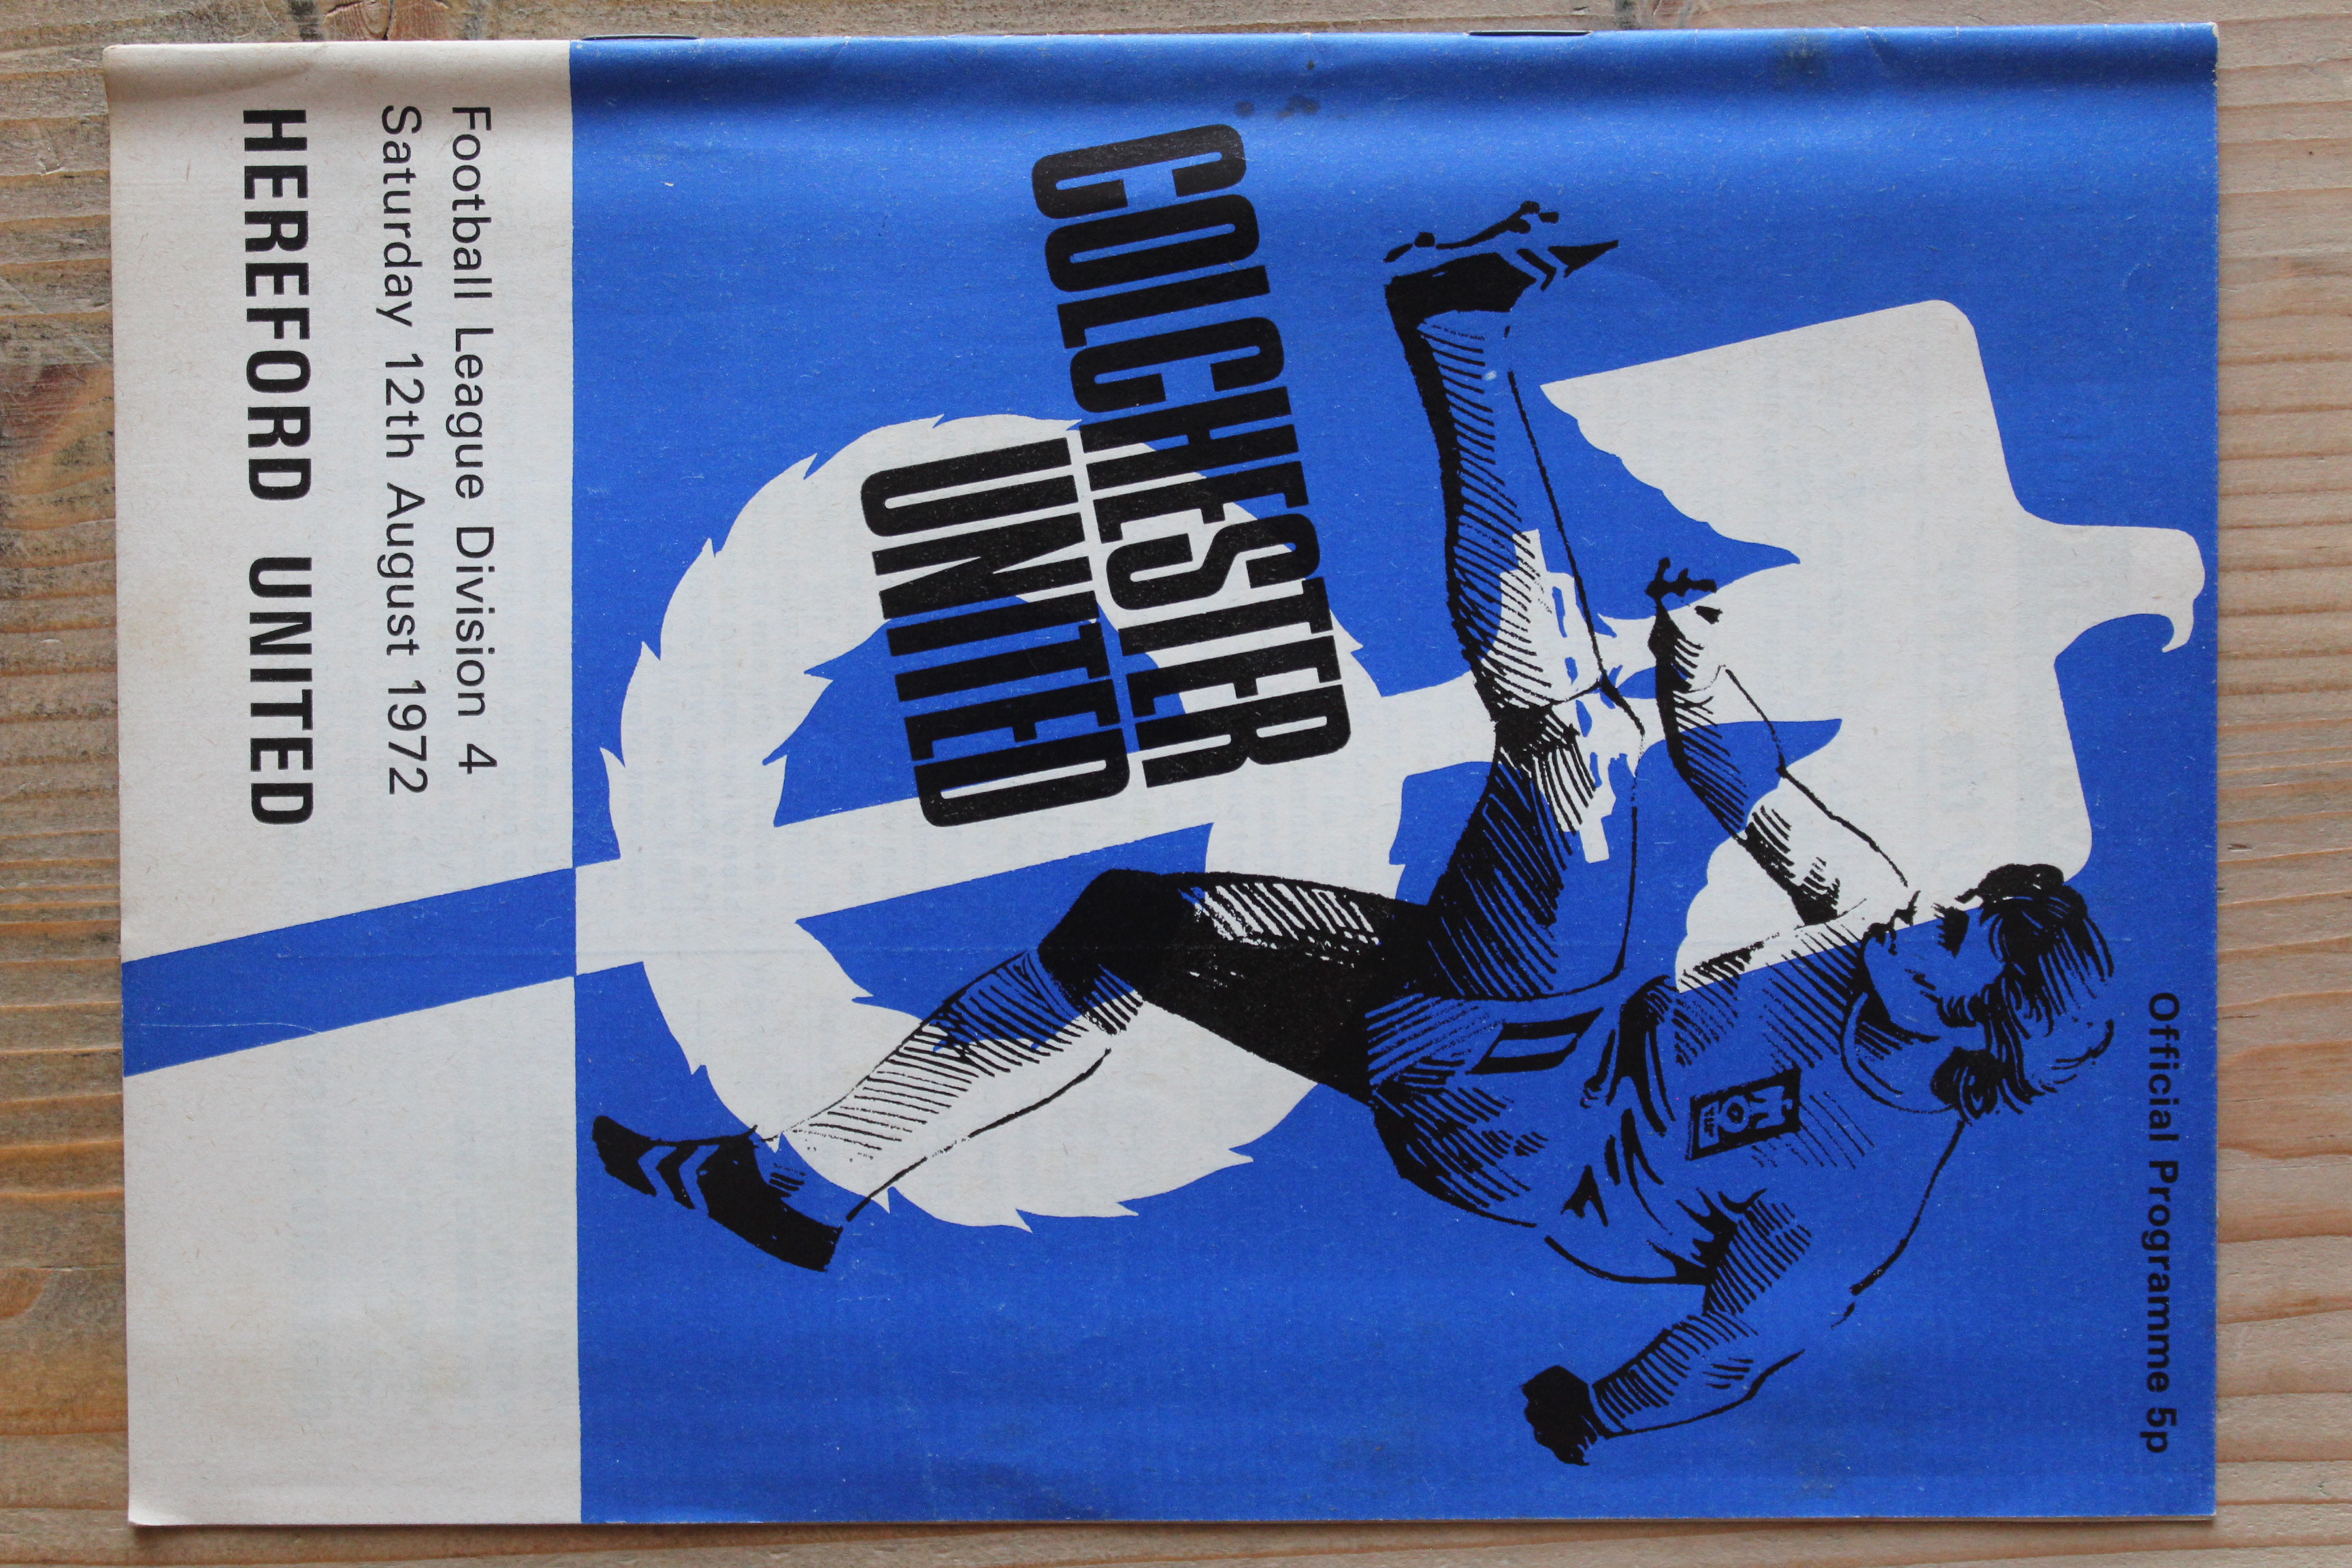 Official Programme 5p
COLCHESTER
UNITED
Football League Division 4
Saturday 12th August 1972
HEREFORD UNITED